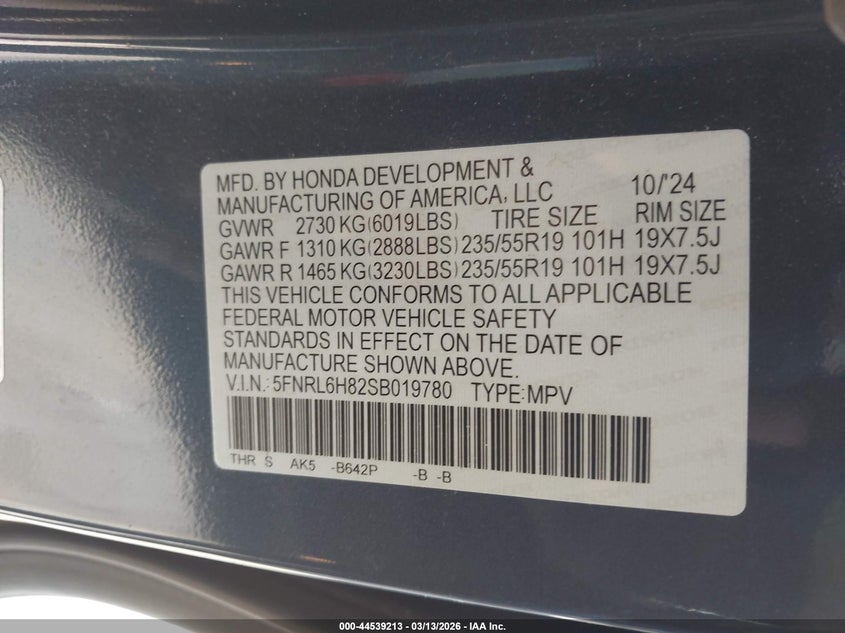 MFD. BY HONDA DEVELOPMENT &
MANUFACTURING OF AMERICA, LLC 10/'24
GVWR 2730 KG(6019LBS) TIRE SIZE RIM SIZE
GAWR F 1310 KG(2888LBS) 235/55R19 101H 19X7.5J
GAWR R 1465 KG(3230LBS) 235/55R19 101H 19X7.5J
THIS VEHICLE CONFORMS TO ALL APPLICABLE
FEDERAL MOTOR VEHICLE SAFETY
STANDARDS IN EFFECT ON THE DATE OF
MANUFACTURE SHOWN ABOVE.
V.I.N.: 5FNRL6H82SB019780 TYPE:MPV
THR S AK5 -B642P -B -B
000-44539213 - 03/13/2026 - IAA Inc.